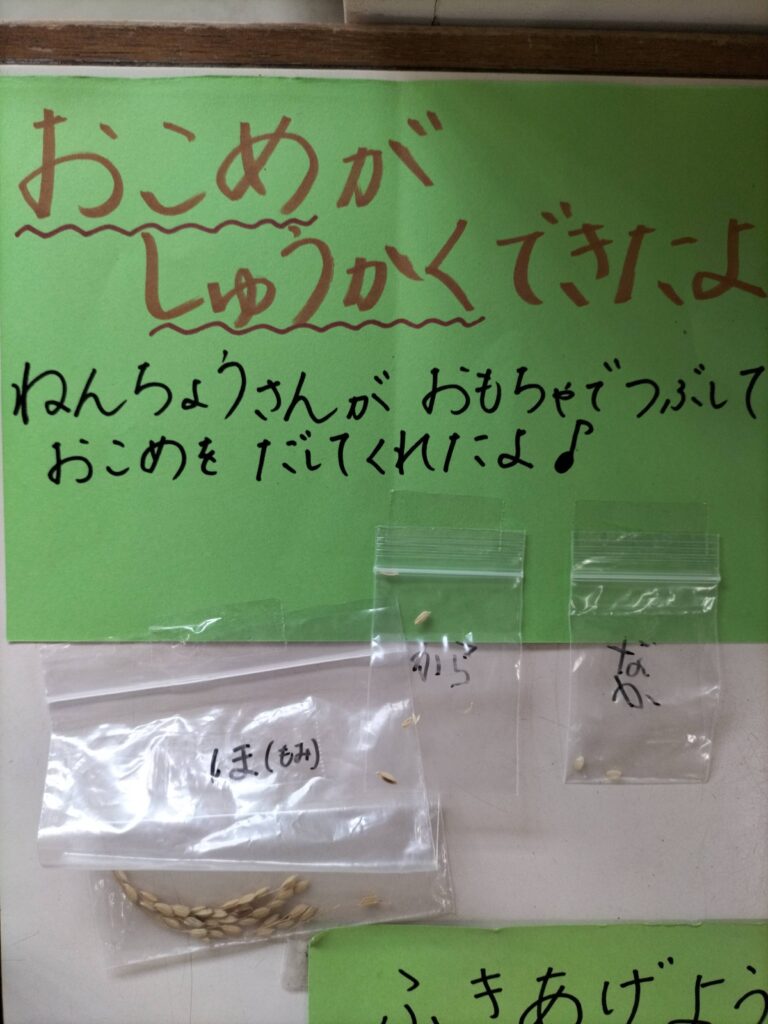 おこめが
しゅうかくできたよ
ねんちょうさんが おもちゃでつぶして
おこめを だしてくれたよ♪
から
なか
ほ(もみ)
ふきあげよう